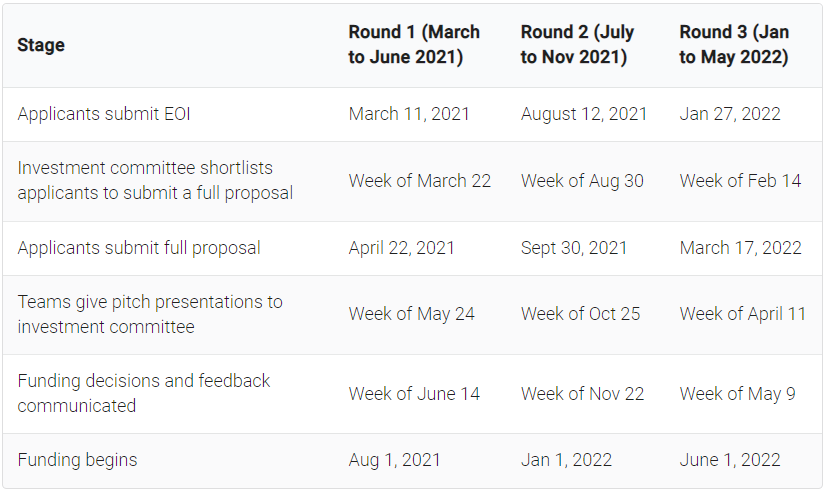 Stage
Round 1 (March
to June 2021)
Round 2 (July
to Nov 2021)
Round 3 (Jan
to May 2022)
Applicants submit EOI
March 11, 2021
August 12, 2021
Jan 27, 2022
Investment committee shortlists
applicants to submit a full proposal
Week of March 22
Week of Aug 30
Week of Feb 14
Applicants submit full proposal
April 22, 2021
Sept 30, 2021
March 17, 2022
Teams give pitch presentations to
investment committee
Week of May 24
Week of Oct 25
Week of April 11
Funding decisions and feedback
communicated
Week of June 14
Week of Nov 22
Week of May 9
Funding begins
Aug 1, 2021
Jan 1, 2022
June 1, 2022